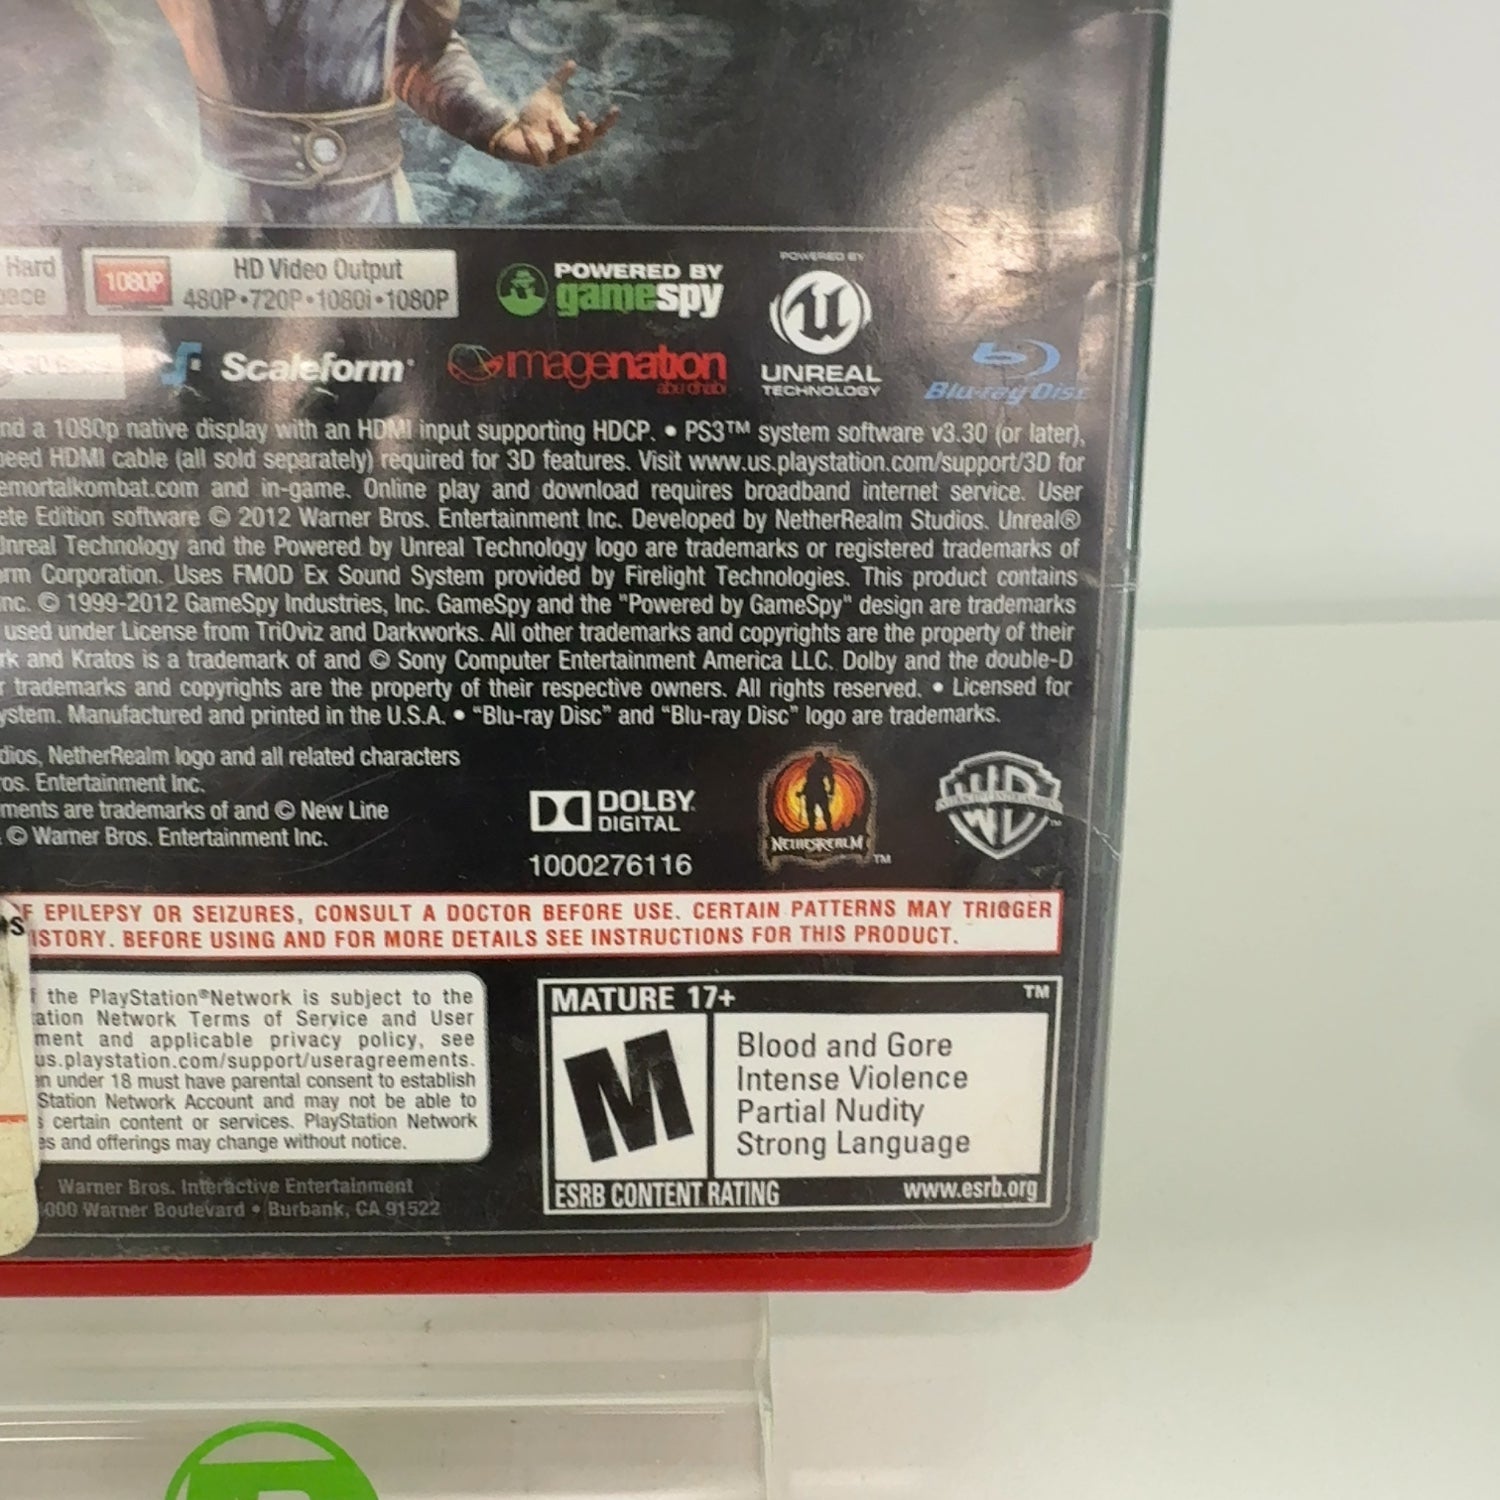 Hard
1080P
HD Video Output
480P•720P•1080i•1080P
POWERED BY
gamespy
POWERED BY
UNREAL
TECHNOLOGY
Scaleform
imagenation
abu dhabi
Blu-ray Disc
a 1080p native display with an HDMI input supporting HDCP. • PS3™ system software v3.30 (or later),
HDMI cable (all sold separately) required for 3D features. Visit www.us.playstation.com/support/3D for
emortalkombat.com and in-game. Online play and download requires broadband internet service. User
ete Edition software © 2012 Warner Bros. Entertainment Inc. Developed by NetherRealm Studios. Unreal®
Unreal Technology and the Powered by Unreal Technology logo are trademarks or registered trademarks of
rm Corporation. Uses FMOD Ex Sound System provided by Firelight Technologies. This product contains
nc. © 1999-2012 GameSpy Industries, Inc. GameSpy and the "Powered by GameSpy" design are trademarks
used under License from TriOviz and Darkworks. All other trademarks and copyrights are the property of their
rk and Kratos is a trademark of and © Sony Computer Entertainment America LLC. Dolby and the double-D
r trademarks and copyrights are the property of their respective owners. All rights reserved. • Licensed for
ystem. Manufactured and printed in the U.S.A. • “Blu-ray Disc” and “Blu-ray Disc” logo are trademarks.
dios, NetherRealm logo and all related characters
ros. Entertainment Inc.
ments are trademarks of and © New Line
© Warner Bros. Entertainment Inc.
DOLBY
DIGITAL
1000276116
NETHERREALM
™
WB
F EPILEPSY OR SEIZURES, CONSULT A DOCTOR BEFORE USE. CERTAIN PATTERNS MAY TRIGGER
ISTORY. BEFORE USING AND FOR MORE DETAILS SEE INSTRUCTIONS FOR THIS PRODUCT.
f the PlayStation®Network is subject to the
ation Network Terms of Service and User
ment and applicable privacy policy, see
us.playstation.com/support/useragreements.
n under 18 must have parental consent to establish
Station Network Account and may not be able to
s certain content or services. PlayStation Network
es and offerings may change without notice.
Warner Bros. Interactive Entertainment
000 Warner Boulevard • Burbank, CA 91522
MATURE 17+ ™
M
Blood and Gore
Intense Violence
Partial Nudity
Strong Language
ESRB CONTENT RATING www.esrb.org